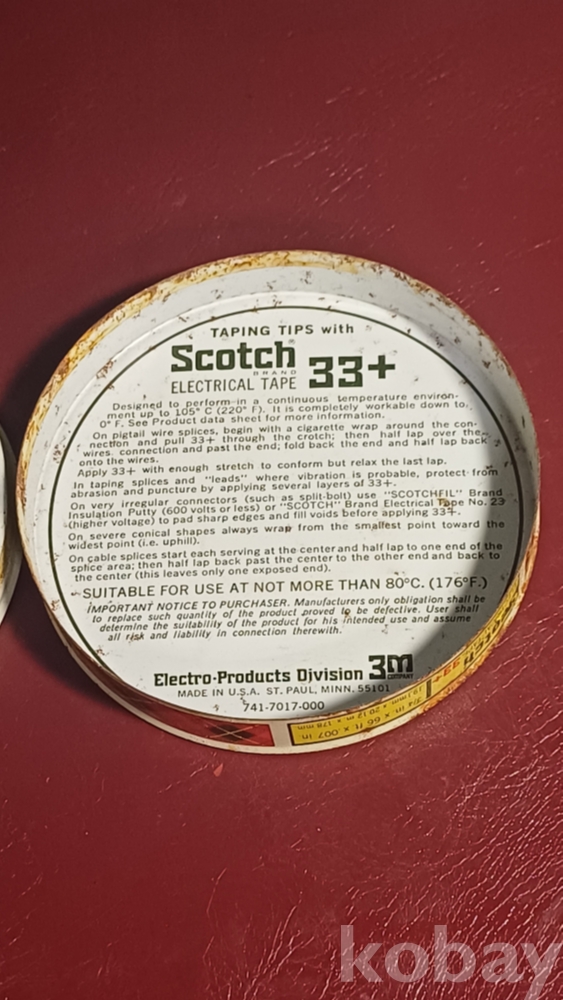 TAPING TIPS with
Scotch
BRAND
ELECTRICAL TAPE 33+
Designed to perform in a continuous temperature environ-
ment up to 105° C (220° F). It is completely workable down to
0° F. See Product data sheet for more information.
On pigtail wire splices, begin with a cigarette wrap around the con-
nection and pull 33+ through the crotch; then half lap over the
wires, connection and past the end; fold back the end and half lap back
onto the wires.
Apply 33+ with enough stretch to conform but relax the last lap.
In taping splices and "leads" where vibration is probable, protect from
abrasion and puncture by applying several layers of 33+.
On very irregular connectors (such as split-bolt) use "SCOTCHFIL" Brand
Insulation Putty (600 volts or less) or "SCOTCH" Brand Electrical Tape No. 23
(higher voltage) to pad sharp edges and fill voids before applying 33+.
On severe conical shapes always wrap from the smallest point toward the
widest point (i.e. uphill).
On cable splices start each serving at the center and half lap to one end of the
splice area; then half lap back past the center to the other end and back to
the center (this leaves only one exposed end).
SUITABLE FOR USE AT NOT MORE THAN 80°C. (176°F.)
IMPORTANT NOTICE TO PURCHASER. Manufacturers only obligation shall be
to replace such quantity of the product proved to be defective. User shall
determine the suitability of the product for his intended use and assume
all risk and liability in connection therewith.
Electro-Products Division 3M
COMPANY
MADE IN U.S.A. ST. PAUL, MINN. 55101
741-7017-000
¾ in x 66 ft x .007 in
kobay